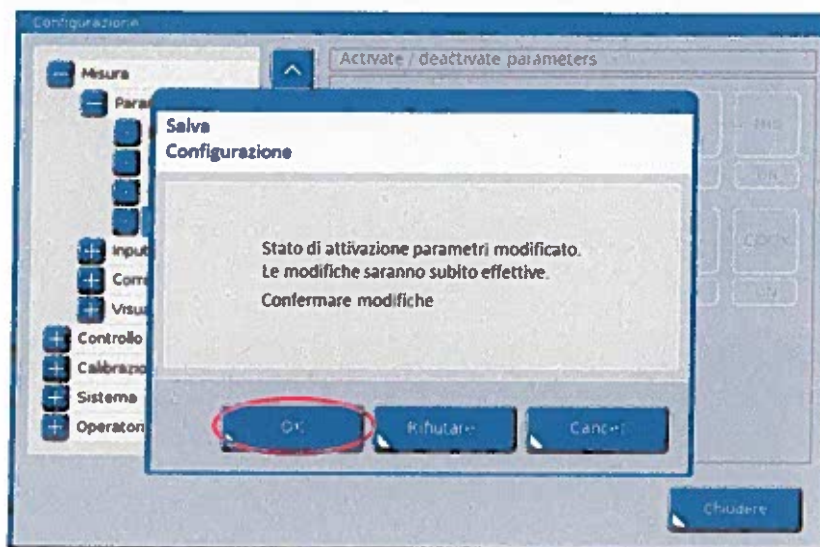 Configurazione
Misura
Activate / deactivate parameters
Salva
Configurazione
Stato di attivazione parametri modificato.
Le modifiche saranno subito effettive.
Confermare modifiche
Controllo
Sistema
OK
Rifiutare
Cancel
Chiudere